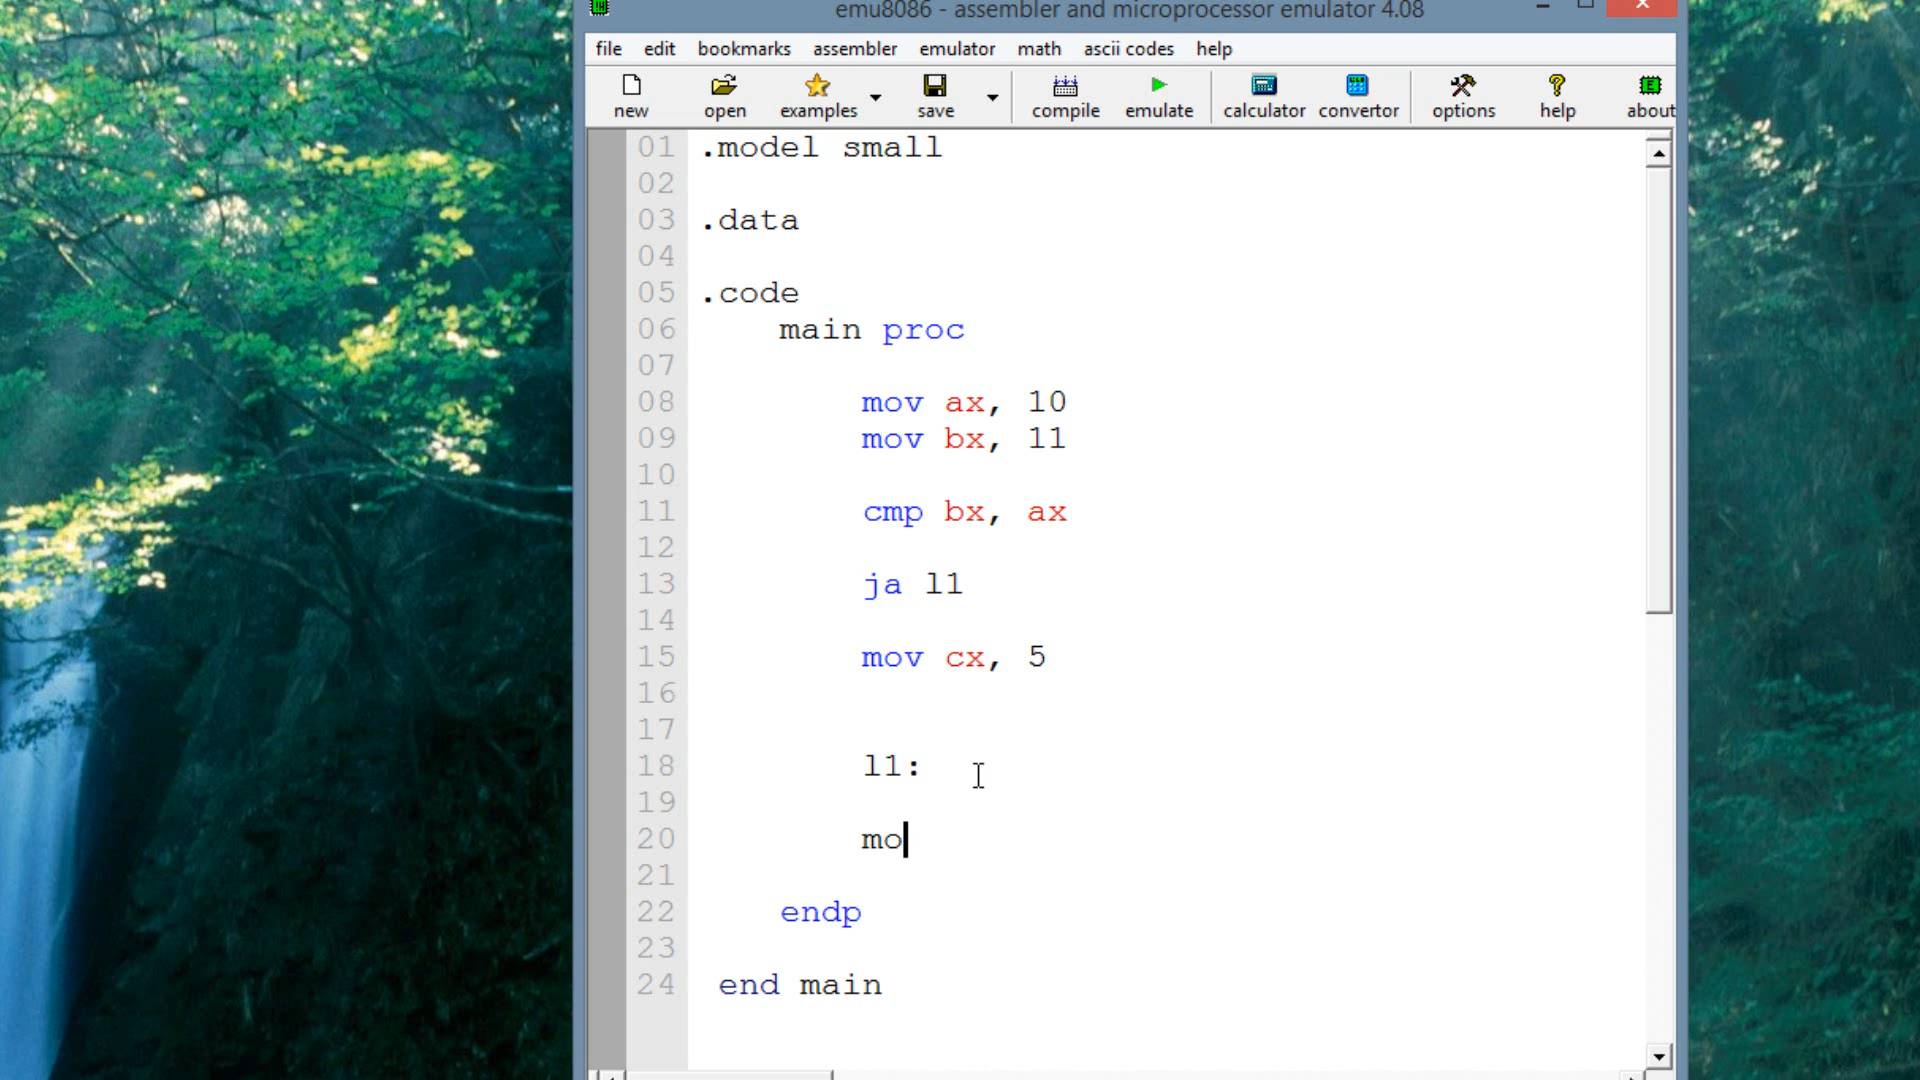 emu8086 - assembler and microprocessor emulator 4.08
file edit bookmarks assembler emulator math ascii codes help
new open examples save compile emulate calculator convertor options help about
01 .model small
02
03 .data
04
05 .code
06 main proc
07
08 mov ax, 10
09 mov bx, 11
10
11 cmp bx, ax
12
13 ja l1
14
15 mov cx, 5
16
17
18 l1:
19
20 mo
21
22 endp
23
24 end main